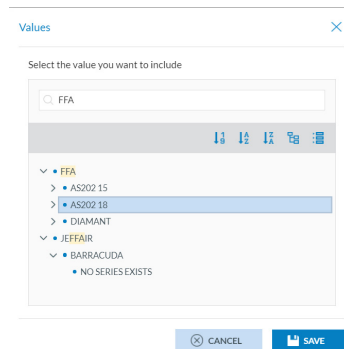 Values
Select the value you want to include
FFA
FFA
AS202 15
AS202 18
DIAMANT
JEFFAIR
BARRACUDA
NO SERIES EXISTS
CANCEL SAVE